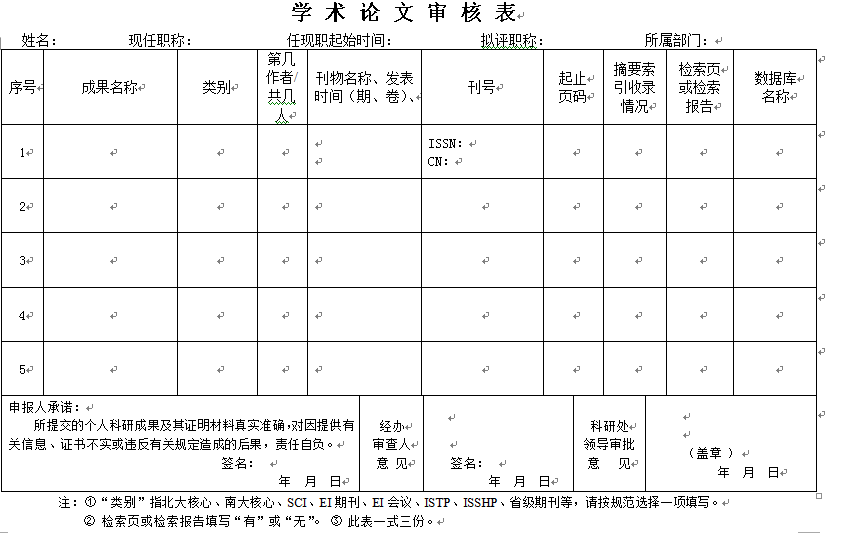 学 术 论 文 审 核 表
姓名： 现任职称： 任现职起始时间： 拟评职称： 所属部门：
序号 成果名称 类别 第几作者/共几人 刊物名称、发表时间（期、卷）、 刊号 起止页码 摘要索引收录情况 检索页或检索报告 数据库名称
1 ISSN：
CN：
2
3
4
5
申报人承诺：
所提交的个人科研成果及其证明材料真实准确，对因提供有
关信息、证书不实或违反有关规定造成的后果，责任自负。
签名：
年 月 日
经办
审查人
意 见
签名：
年 月 日
科研处
领导审批
意 见
（盖章 ）
年 月 日
注：①“类别”指北大核心、南大核心、SCI、EI 期刊、EI 会议、ISTP、ISSHP、省级期刊等，请按规范选择一项填写。
② 检索页或检索报告填写“有”或“无”。 ③ 此表一式三份。